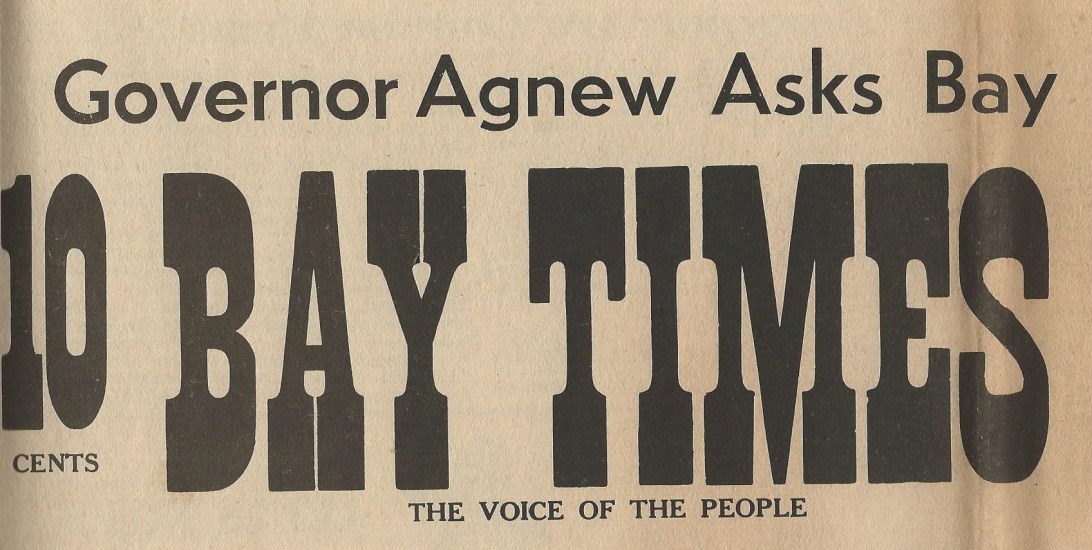 Governor Agnew Asks Bay
10
CENTS
BAY TIMES
THE VOICE OF THE PEOPLE